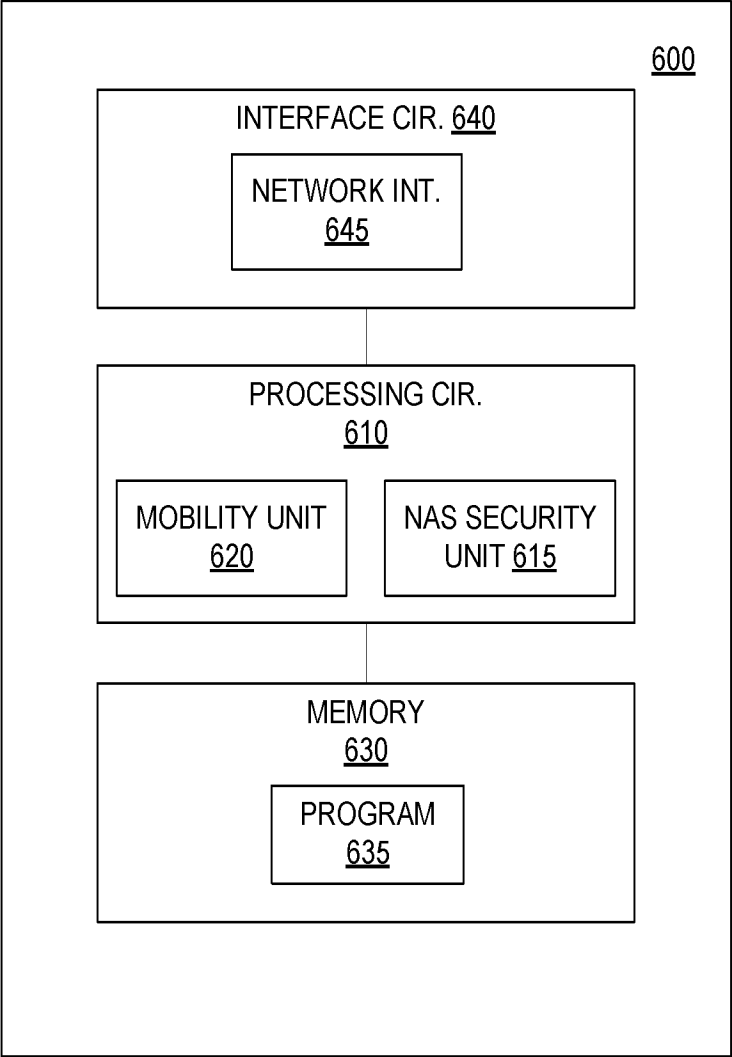 600
INTERFACE CIR. 640
NETWORK INT.
645
PROCESSING CIR.
610
MOBILITY UNIT
620
NAS SECURITY
UNIT 615
MEMORY
630
PROGRAM
635